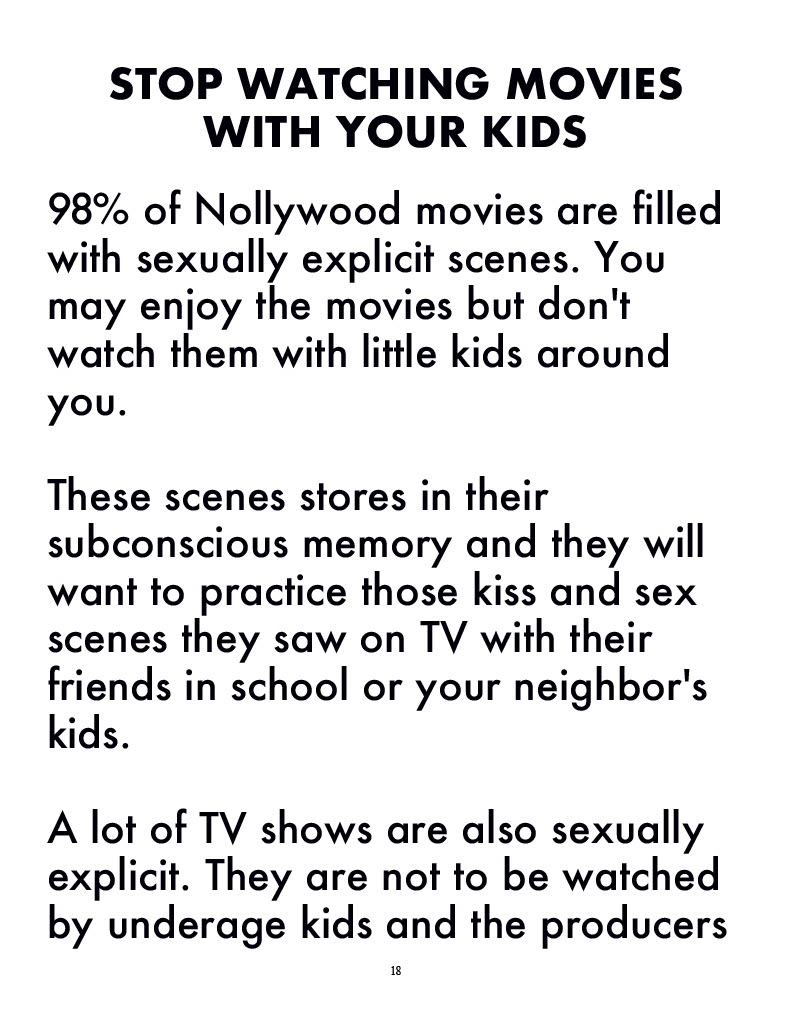 STOP WATCHING MOVIES
WITH YOUR KIDS
98% of Nollywood movies are filled
with sexually explicit scenes. You
may enjoy the movies but don't
watch them with little kids around
you.
These scenes stores in their
subconscious memory and they will
want to practice those kiss and sex
scenes they saw on TV with their
friends in school or your neighbor's
kids.
A lot of TV shows are also sexually
explicit. They are not to be watched
by underage kids and the producers
18